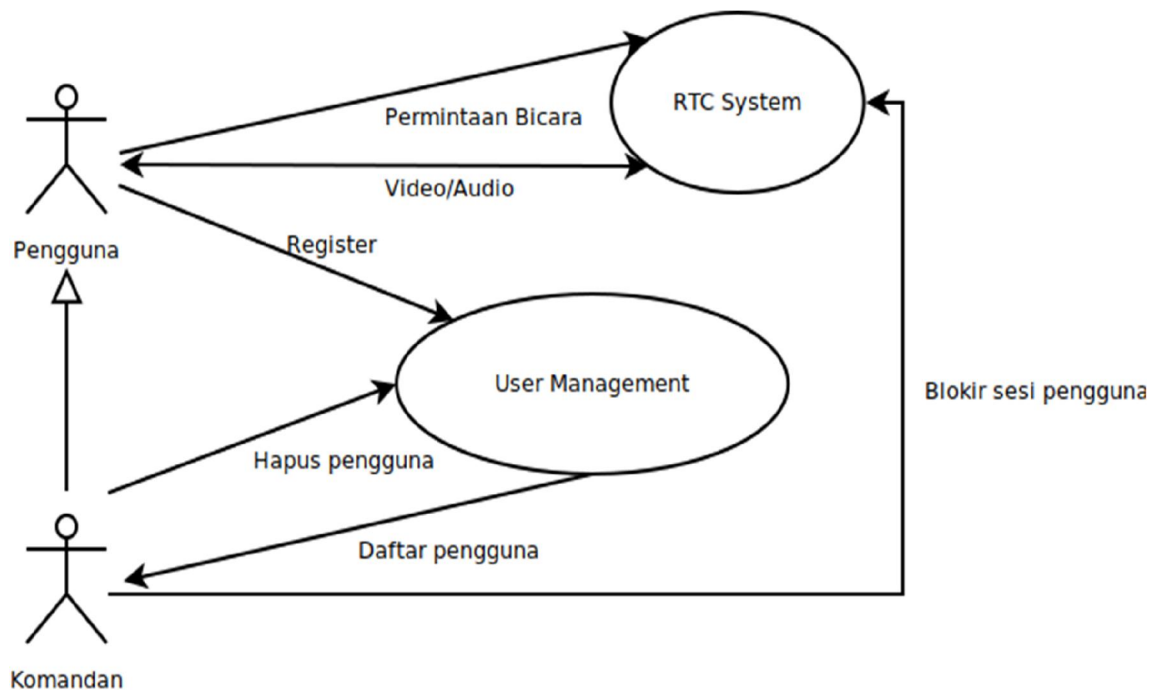 RTC System
Permintaan Bicara
Video/Audio
Pengguna
Register
User Management
Blokir sesi pengguna
Hapus pengguna
Daftar pengguna
Komandan